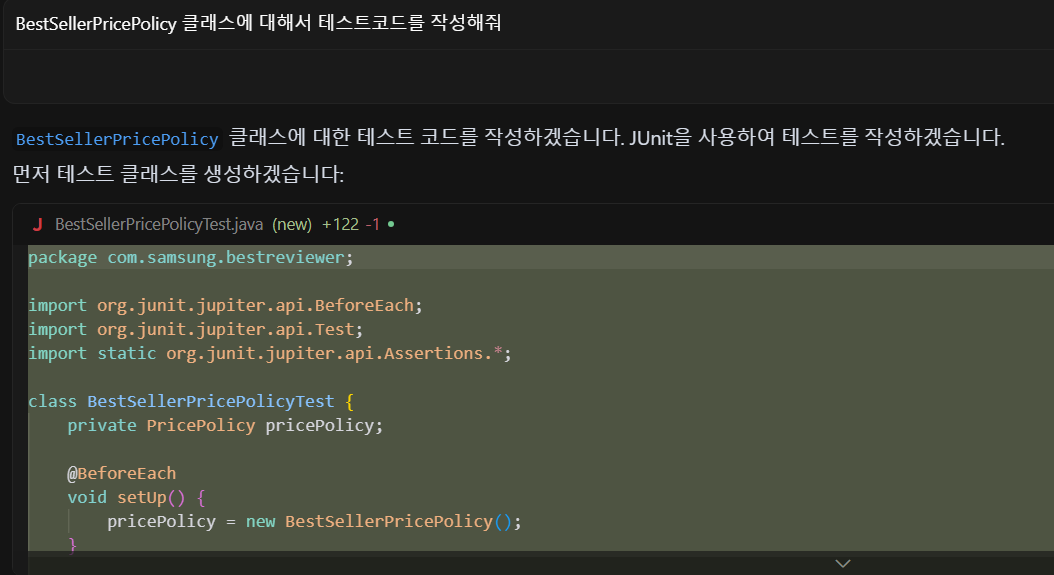 BestSellerPricePolicy 클래스에 대해서 테스트코드를 작성해줘
BestSellerPricePolicy 클래스에 대한 테스트 코드를 작성하겠습니다. JUnit을 사용하여 테스트를 작성하겠습니다.
먼저 테스트 클래스를 생성하겠습니다:
J BestSellerPricePolicyTest.java (new) +122 -1
package com.samsung.bestreviewer;
import org.junit.jupiter.api.BeforeEach;
import org.junit.jupiter.api.Test;
import static org.junit.jupiter.api.Assertions.*;
class BestSellerPricePolicyTest {
private PricePolicy pricePolicy;
@BeforeEach
void setUp() {
pricePolicy = new BestSellerPricePolicy();
}